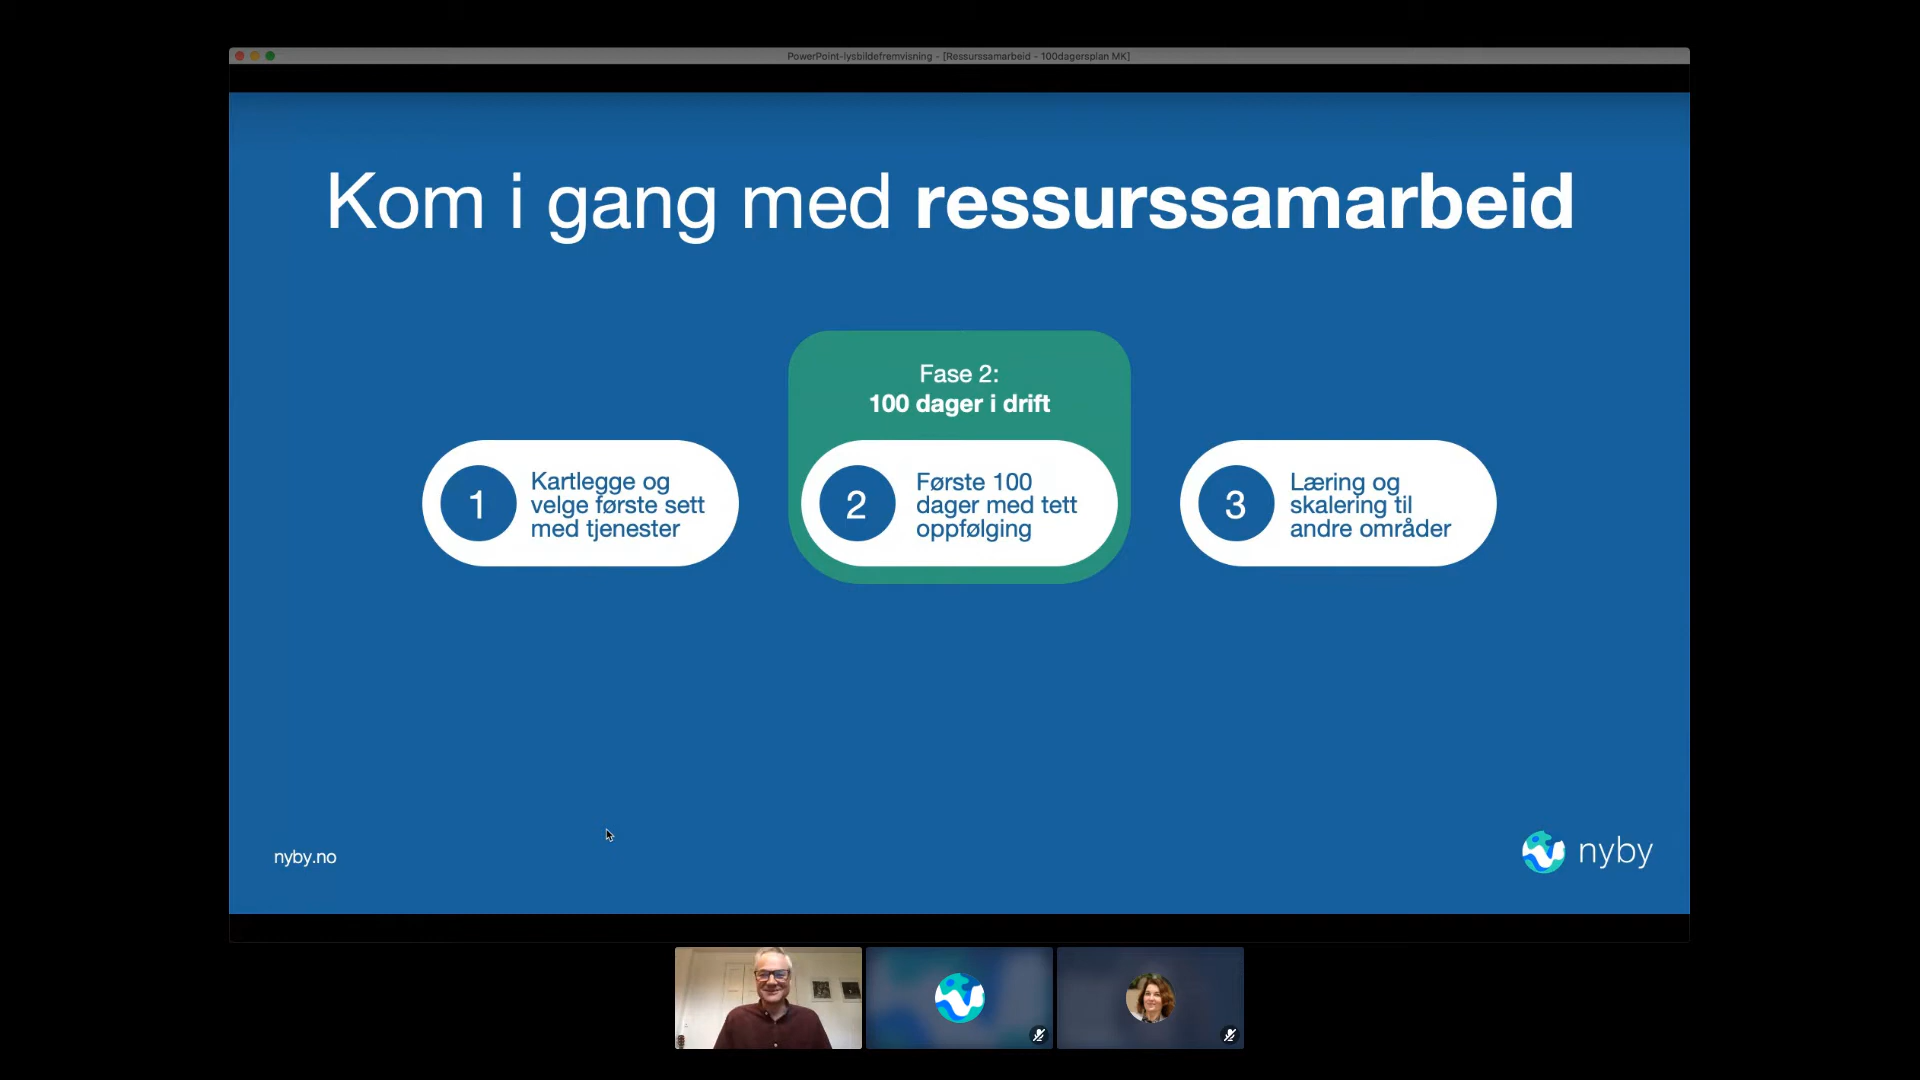 PowerPoint-lysbildefremvisning - [Ressurssamarbeid - 100dagersplan MK]
Kom i gang med ressurssamarbeid
Fase 2:
100 dager i drift
1
Kartlegge og
velge første sett
med tjenester
2
Første 100
dager med tett
oppfølging
3
Læring og
skalering til
andre områder
nyby.no
nyby